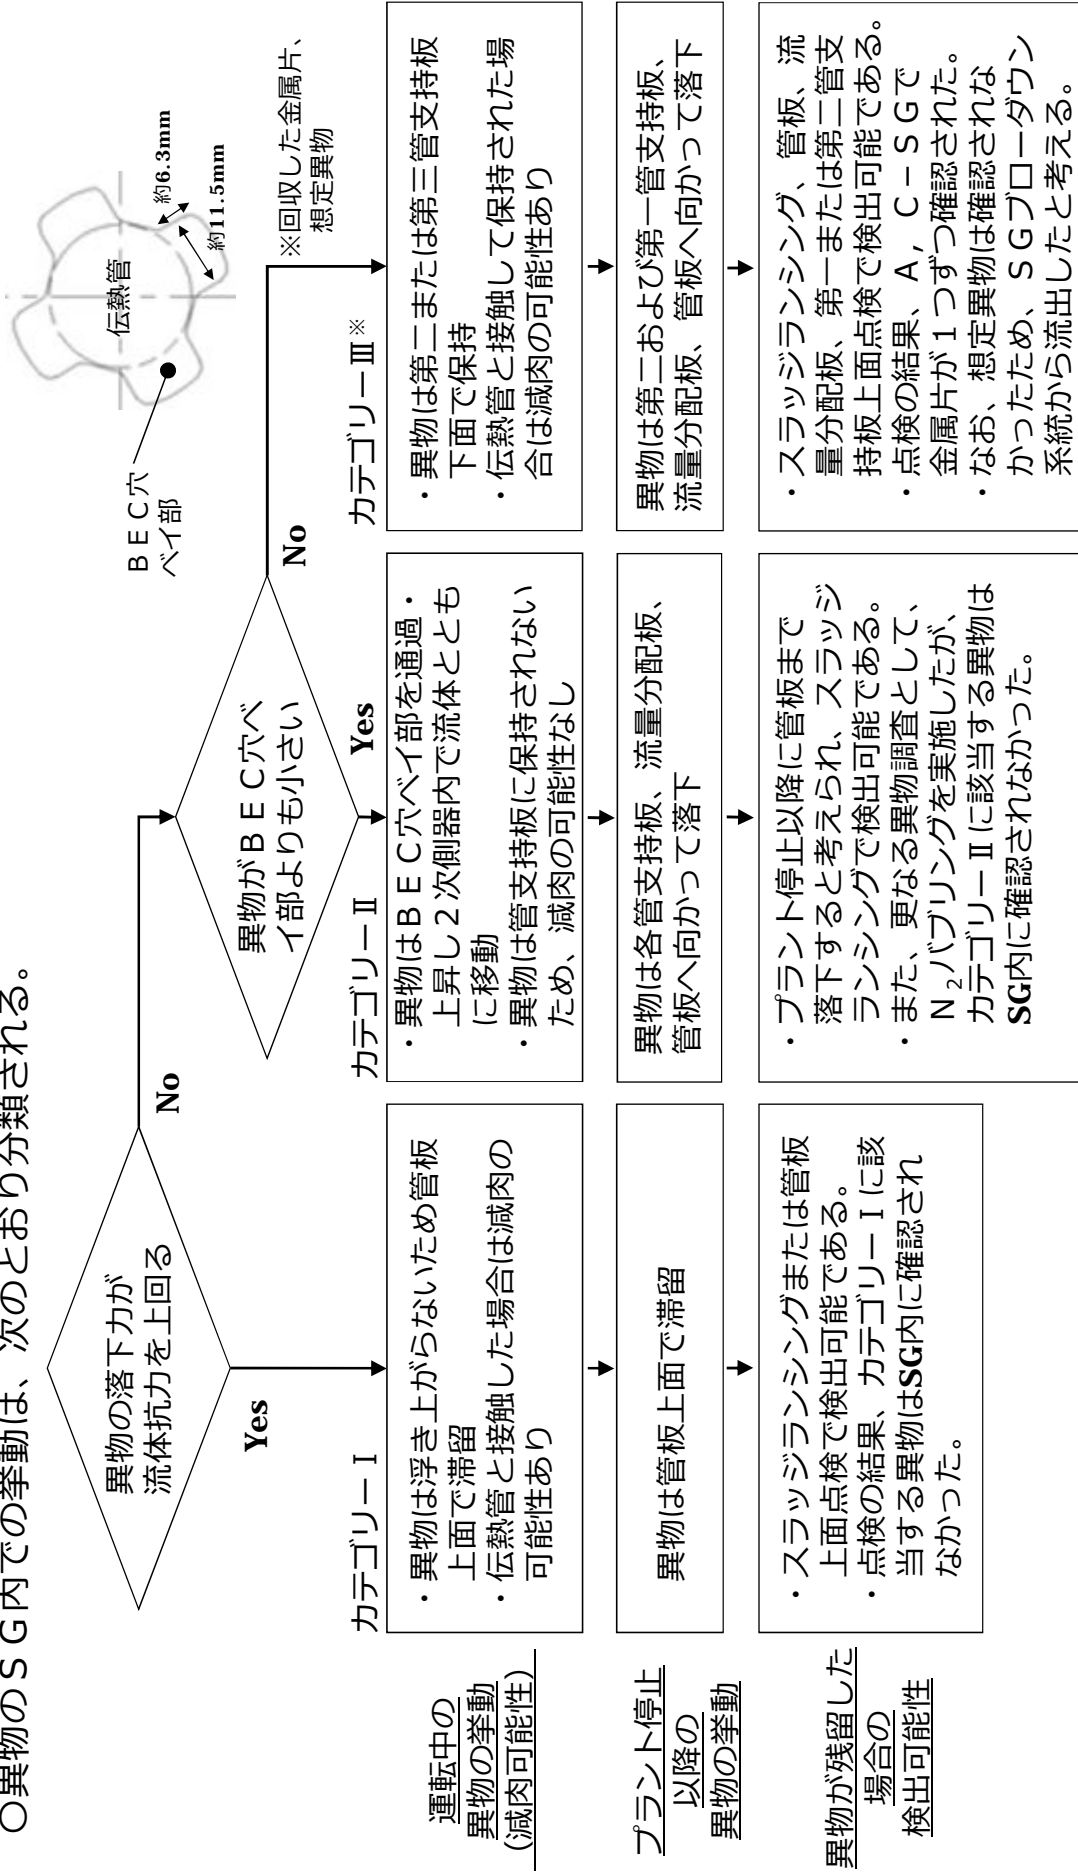 〇異物のＳＧ内での挙動は、次のとおり分類される。
異物の落下力が
流体抗力を上回る
Yes
No
異物がＢＥＣ穴ベ
イ部よりも小さい
Yes
No
ＢＥＣ穴
ベイ部
伝熱管
約6.3mm
約11.5mm
※回収した金属片、
想定異物
運転中の
異物の挙動
(減肉可能性)
カテゴリーⅠ
・異物は浮き上がらないため管板
上面で滞留
・伝熱管と接触した場合は減肉の
可能性あり
カテゴリーⅡ
・異物はＢＥＣ穴ベイ部を通過・
上昇し２次側器内で流体ととも
に移動
・異物は管支持板に保持されない
ため、減肉の可能性なし
カテゴリーⅢ※
・異物は第二または第三管支持板
下面で保持
・伝熱管と接触して保持された場
合は減肉の可能性あり
プラント停止
以降の
異物の挙動
異物は管板上面で滞留
異物は各管支持板、流量分配板、
管板へ向かって落下
異物は第二および第一管支持板、
流量分配板、管板へ向かって落下
異物が残留した
場合の
検出可能性
・スラッジランシングまたは管板
上面点検で検出可能である。
・点検の結果、カテゴリーⅠに該
当する異物はSG内に確認され
なかった。
・プラント停止以降に管板まで
落下すると考えられ、スラッジ
ランシングで検出可能である。
・また、更なる異物調査として、
Ｎ₂バブリングを実施したが、
カテゴリーⅡに該当する異物は
SG内に確認されなかった。
・スラッジランシング、管板、流
量分配板、第一または第二管支
持板上面点検で検出可能である。
・点検の結果、Ａ，Ｃ－ＳＧで
金属片が１つずつ確認された。
・なお、想定異物は確認されな
かったため、ＳＧブローダウン
系統から流出したと考える。